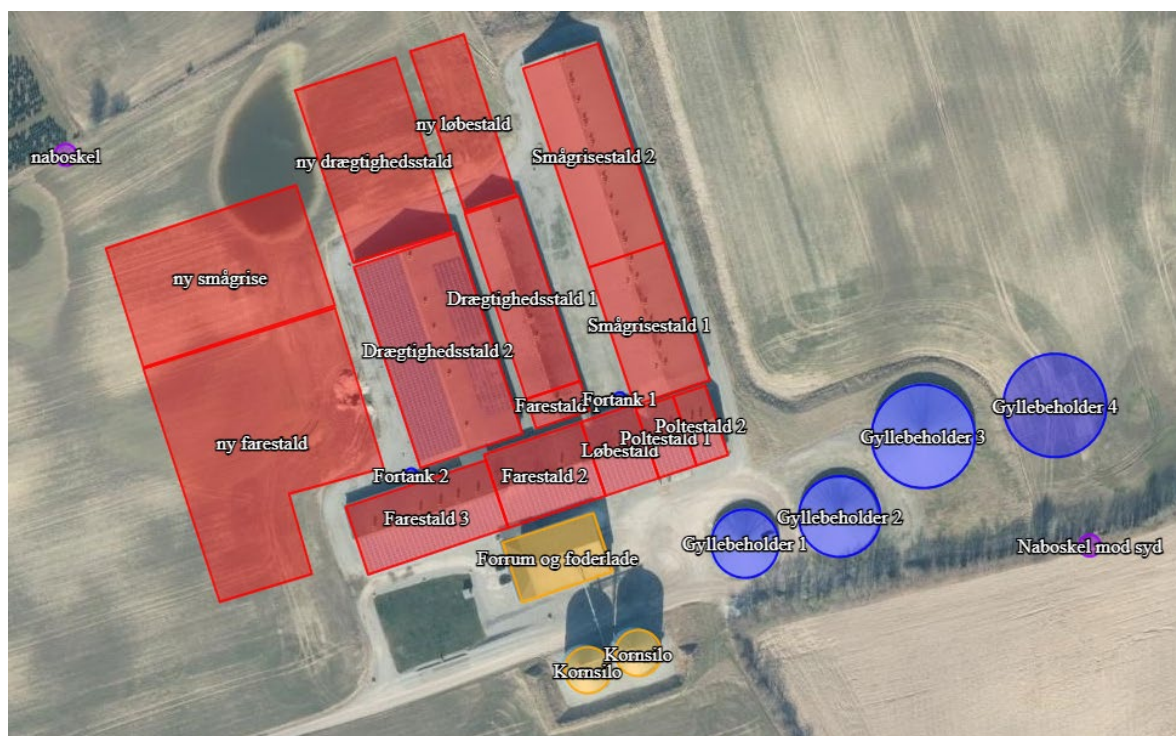 ny løbestald
naboskel
ny drægtighedsstald
Smågrisestald 2
ny smågrise
Drægtighedsstald 1
Smågrisestald 1
Drægtighedsstald 2
Fortank 1
Farestald 1
Gyllebeholder 4
Poltestald 2
Poltestald 1
Gyllebeholder 3
ny farestald
Løbestald
Fortank 2
Farestald 2
Farestald 3
Gyllebeholder 2
Gyllebeholder 1
Naboskel mod syd
Forrum og foderlade
Kornsilo
Kornsilo